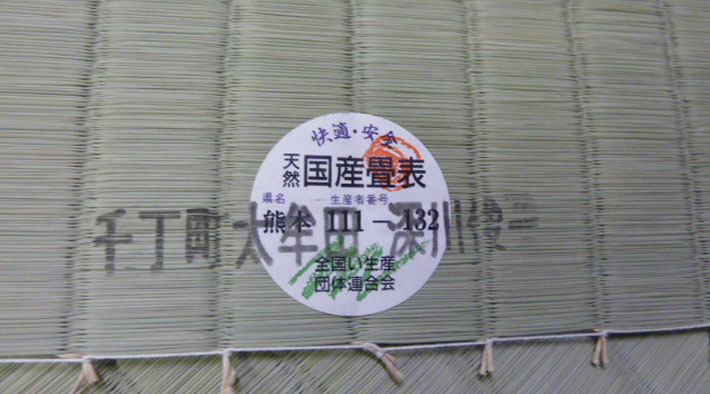 快適・安全
天然国産畳表
県名 生産者番号
熊本 111-132
千丁町太牟田 深川俊一
全国い生産
団体連合会